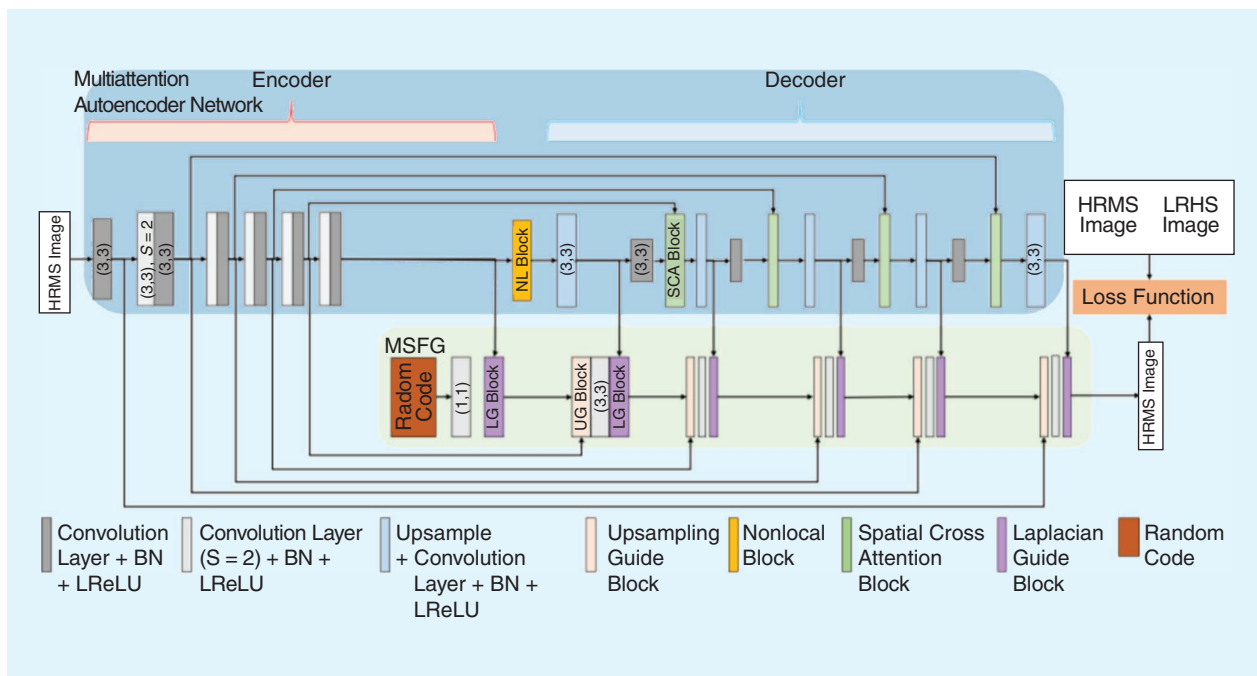 Multiattention
Autoencoder Network
Encoder
Decoder
HRMS Image
(3,3)
(3,3), S = 2
(3,3)
NL Block
(3,3)
(3,3)
SCA Block
(3,3)
HRMS
Image
LRHS
Image
Loss Function
MSFG
Radom
Code
(1,1)
LG Block
UG Block
(3,3)
LG Block
HRMS Image
Convolution
Layer + BN
+ LReLU
Convolution Layer
(S = 2) + BN +
LReLU
Upsample
+ Convolution
Layer + BN +
LReLU
Upsampling
Guide
Block
Nonlocal
Block
Spatial Cross
Attention
Block
Laplacian
Guide
Block
Random
Code